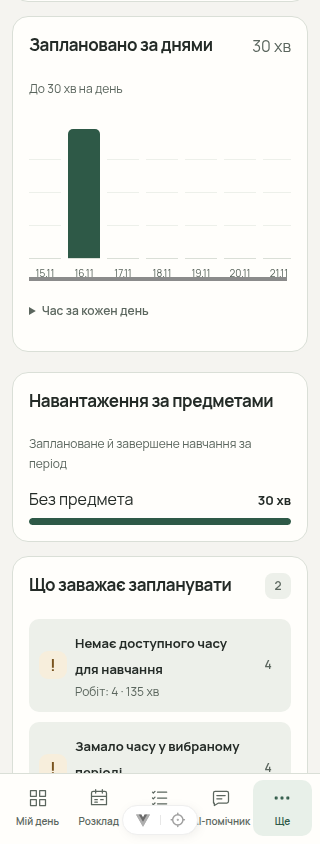 Заплановано за днями 30 хв
До 30 хв на день
15.11 16.11 17.11 18.11 19.11 20.11 21.11
Час за кожен день
Навантаження за предметами
Заплановане й завершене навчання за
період
Без предмета 30 хв
Що заважає запланувати 2
Немає доступного часу
для навчання
! 4
Робіт: 4 · 135 хв
Замало часу у вибраному
періоді
! 4
Мій день Розклад І-помічник Ще